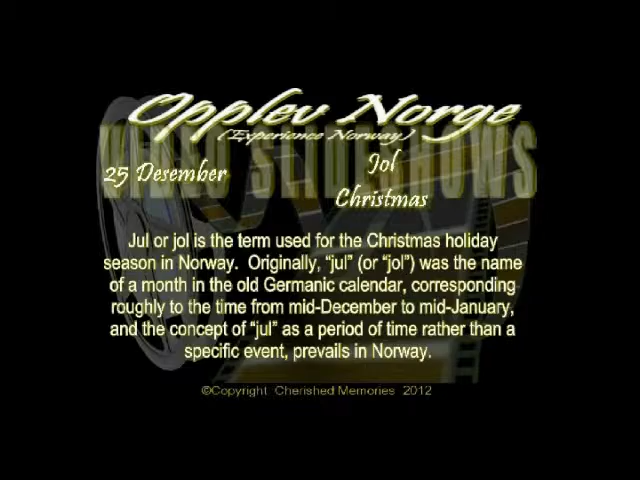 Opplev Norge
(Experience Norway)
VIDEO SLIDESHOWS
25 Desember
Jol
Christmas
Jul or jol is the term used for the Christmas holiday
season in Norway. Originally, “jul” (or “jol”) was the name
of a month in the old Germanic calendar, corresponding
roughly to the time from mid-December to mid-January,
and the concept of “jul” as a period of time rather than a
specific event, prevails in Norway.
©Copyright Cherished Memories 2012